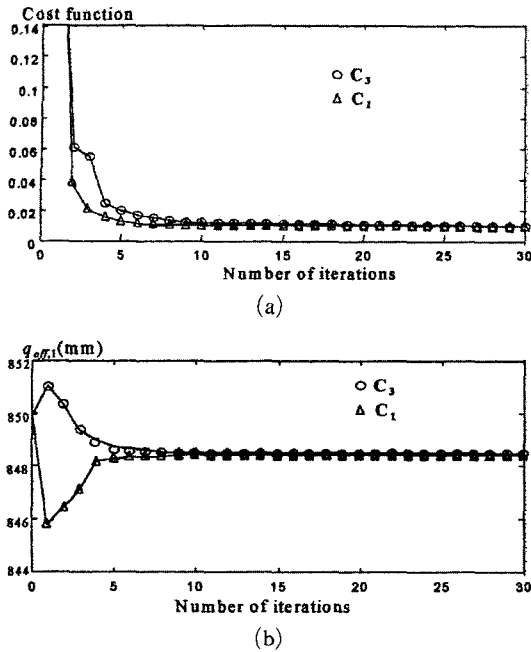 Cost function
0.14
0.12
0.1
0.08
0.06
0.04
0.02
0
C₃
C₁
0 5 10 15 20 25 30
Number of iterations
(a)
q_off,1(mm)
852
850
848
846
844
C₃
C₁
0 5 10 15 20 25 30
Number of iterations
(b)